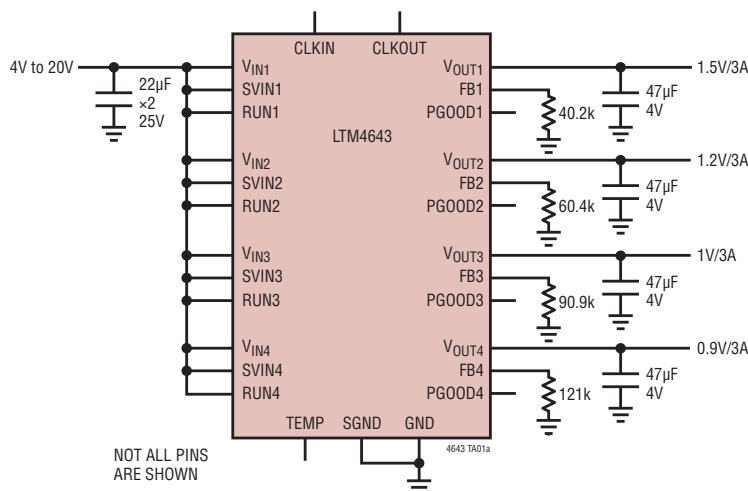 CLKIN CLKOUT
4V to 20V
22µF
×2
25V
VIN1
SVIN1
RUN1
VIN2
SVIN2
RUN2
VIN3
SVIN3
RUN3
VIN4
SVIN4
RUN4
LTM4643
VOUT1
FB1
PGOOD1
VOUT2
FB2
PGOOD2
VOUT3
FB3
PGOOD3
VOUT4
FB4
PGOOD4
40.2k
47µF
4V
1.5V/3A
60.4k
47µF
4V
1.2V/3A
90.9k
47µF
4V
1V/3A
121k
47µF
4V
0.9V/3A
TEMP SGND GND
4643 TA01a
NOT ALL PINS
ARE SHOWN